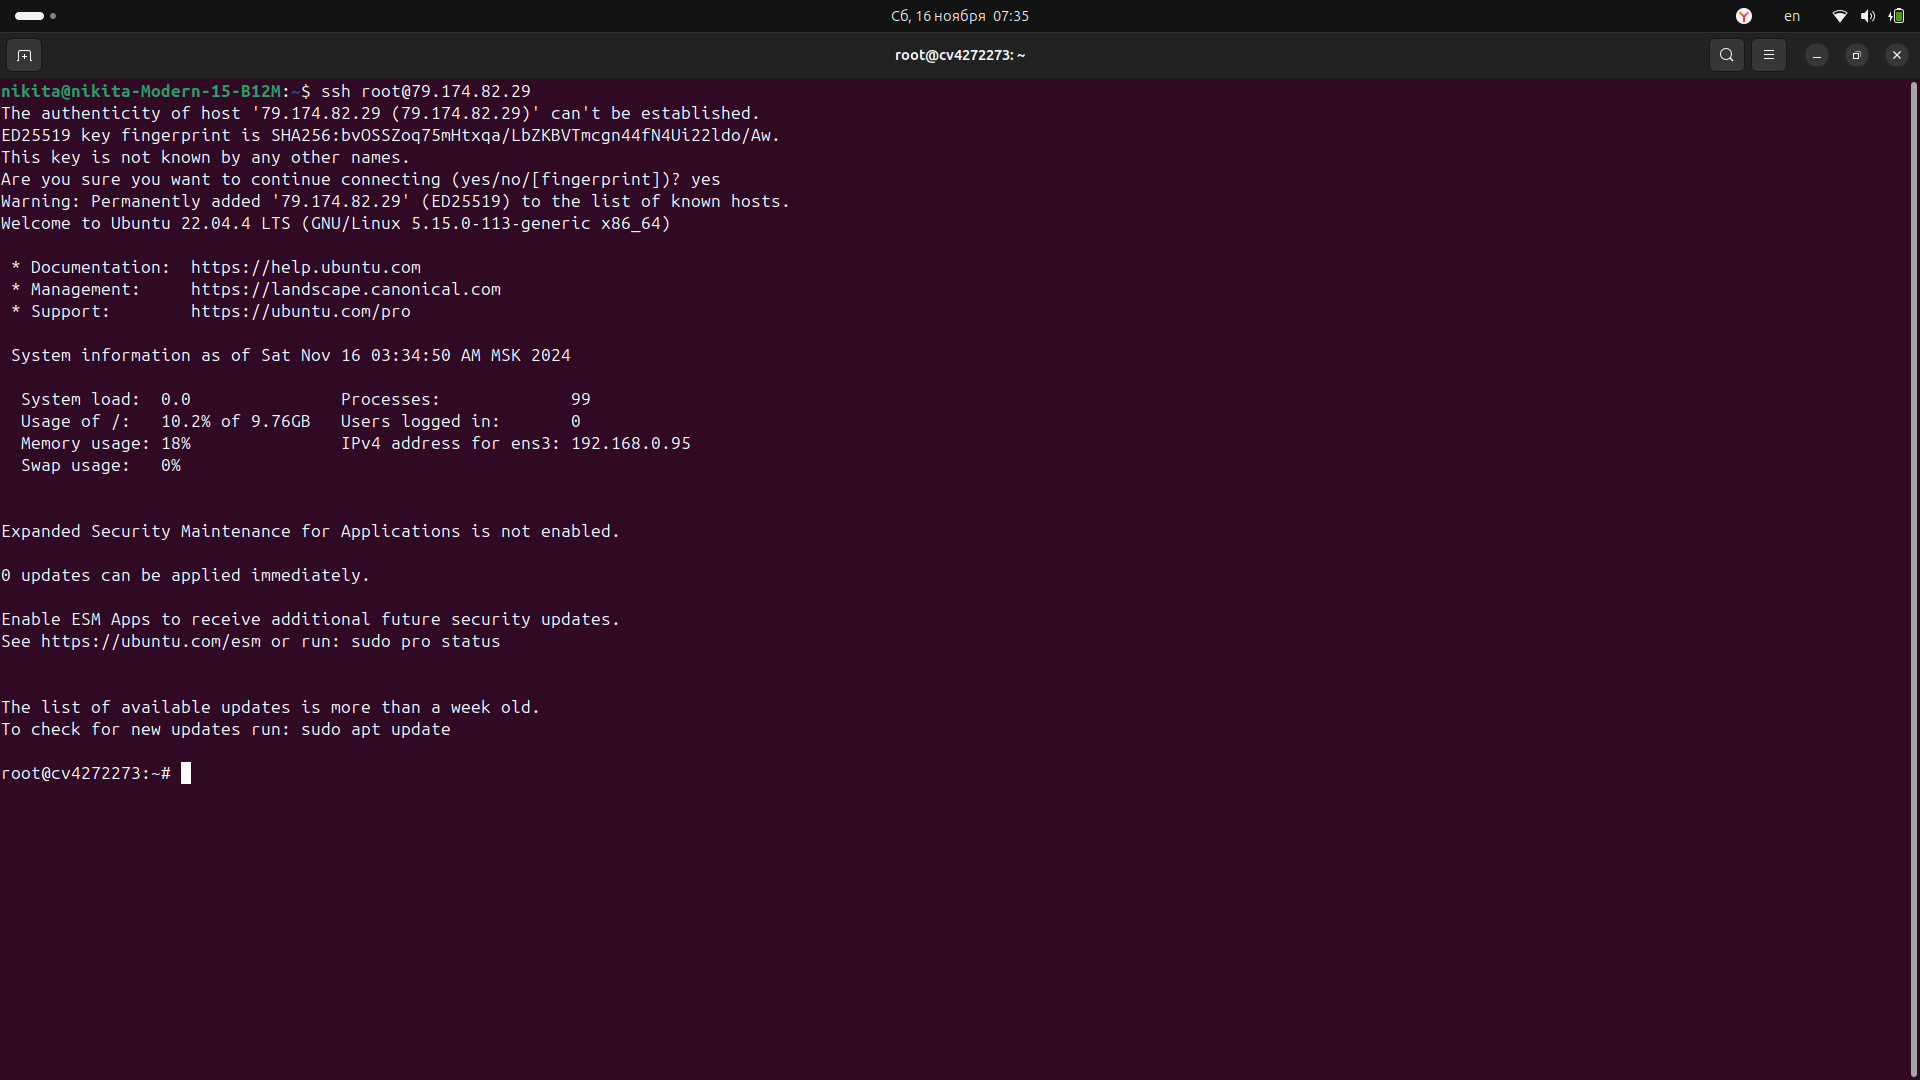 Сб, 16 ноября 07:35
en
root@cv4272273: ~
nikita@nikita-Modern-15-B12M:~$ ssh root@79.174.82.29
The authenticity of host '79.174.82.29 (79.174.82.29)' can't be established.
ED25519 key fingerprint is SHA256:bvOSSZoq75mHtxqa/LbZKBVTmcgn44fN4Ui22ldo/Aw.
This key is not known by any other names.
Are you sure you want to continue connecting (yes/no/[fingerprint])? yes
Warning: Permanently added '79.174.82.29' (ED25519) to the list of known hosts.
Welcome to Ubuntu 22.04.4 LTS (GNU/Linux 5.15.0-113-generic x86_64)
* Documentation:  https://help.ubuntu.com
* Management:     https://landscape.canonical.com
* Support:        https://ubuntu.com/pro
System information as of Sat Nov 16 03:34:50 AM MSK 2024
System load:  0.0               Processes:             99
Usage of /:   10.2% of 9.76GB   Users logged in:       0
Memory usage: 18%               IPv4 address for ens3: 192.168.0.95
Swap usage:   0%
Expanded Security Maintenance for Applications is not enabled.
0 updates can be applied immediately.
Enable ESM Apps to receive additional future security updates.
See https://ubuntu.com/esm or run: sudo pro status
The list of available updates is more than a week old.
To check for new updates run: sudo apt update
root@cv4272273:~#